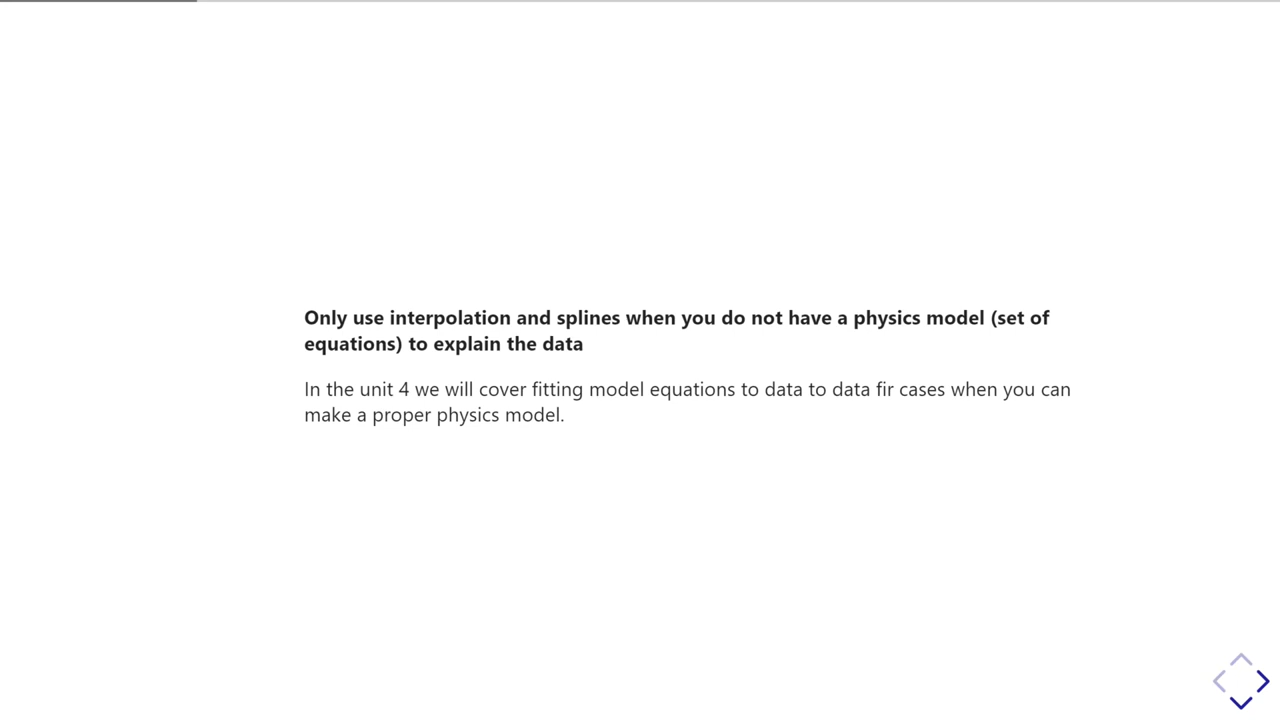 Only use interpolation and splines when you do not have a physics model (set of
equations) to explain the data
In the unit 4 we will cover fitting model equations to data to data fir cases when you can
make a proper physics model.